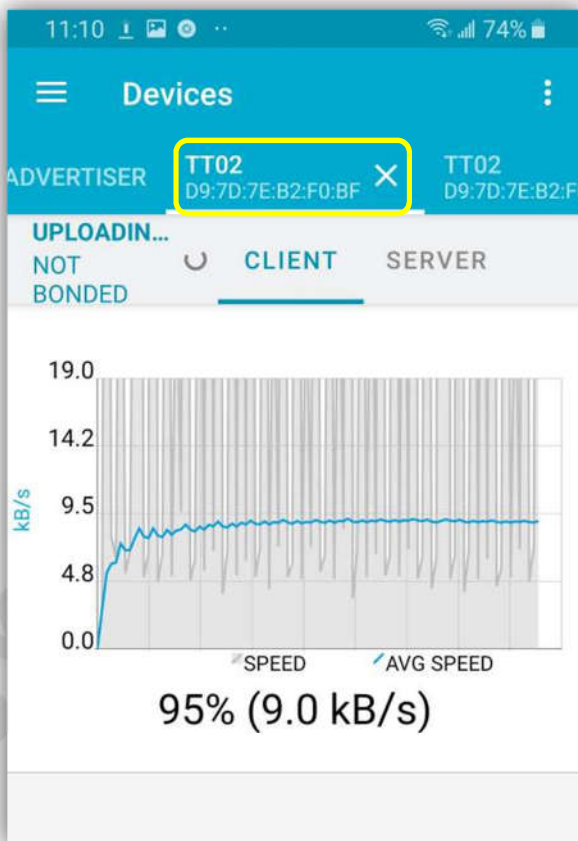 11:10 74%
Devices
ADVERTISER
TT02
D9:7D:7E:B2:F0:BF
TT02
D9:7D:7E:B2:F
UPLOADIN...
NOT
BONDED
CLIENT
SERVER
19.0
14.2
9.5
4.8
0.0
kB/s
SPEED
AVG SPEED
95% (9.0 kB/s)